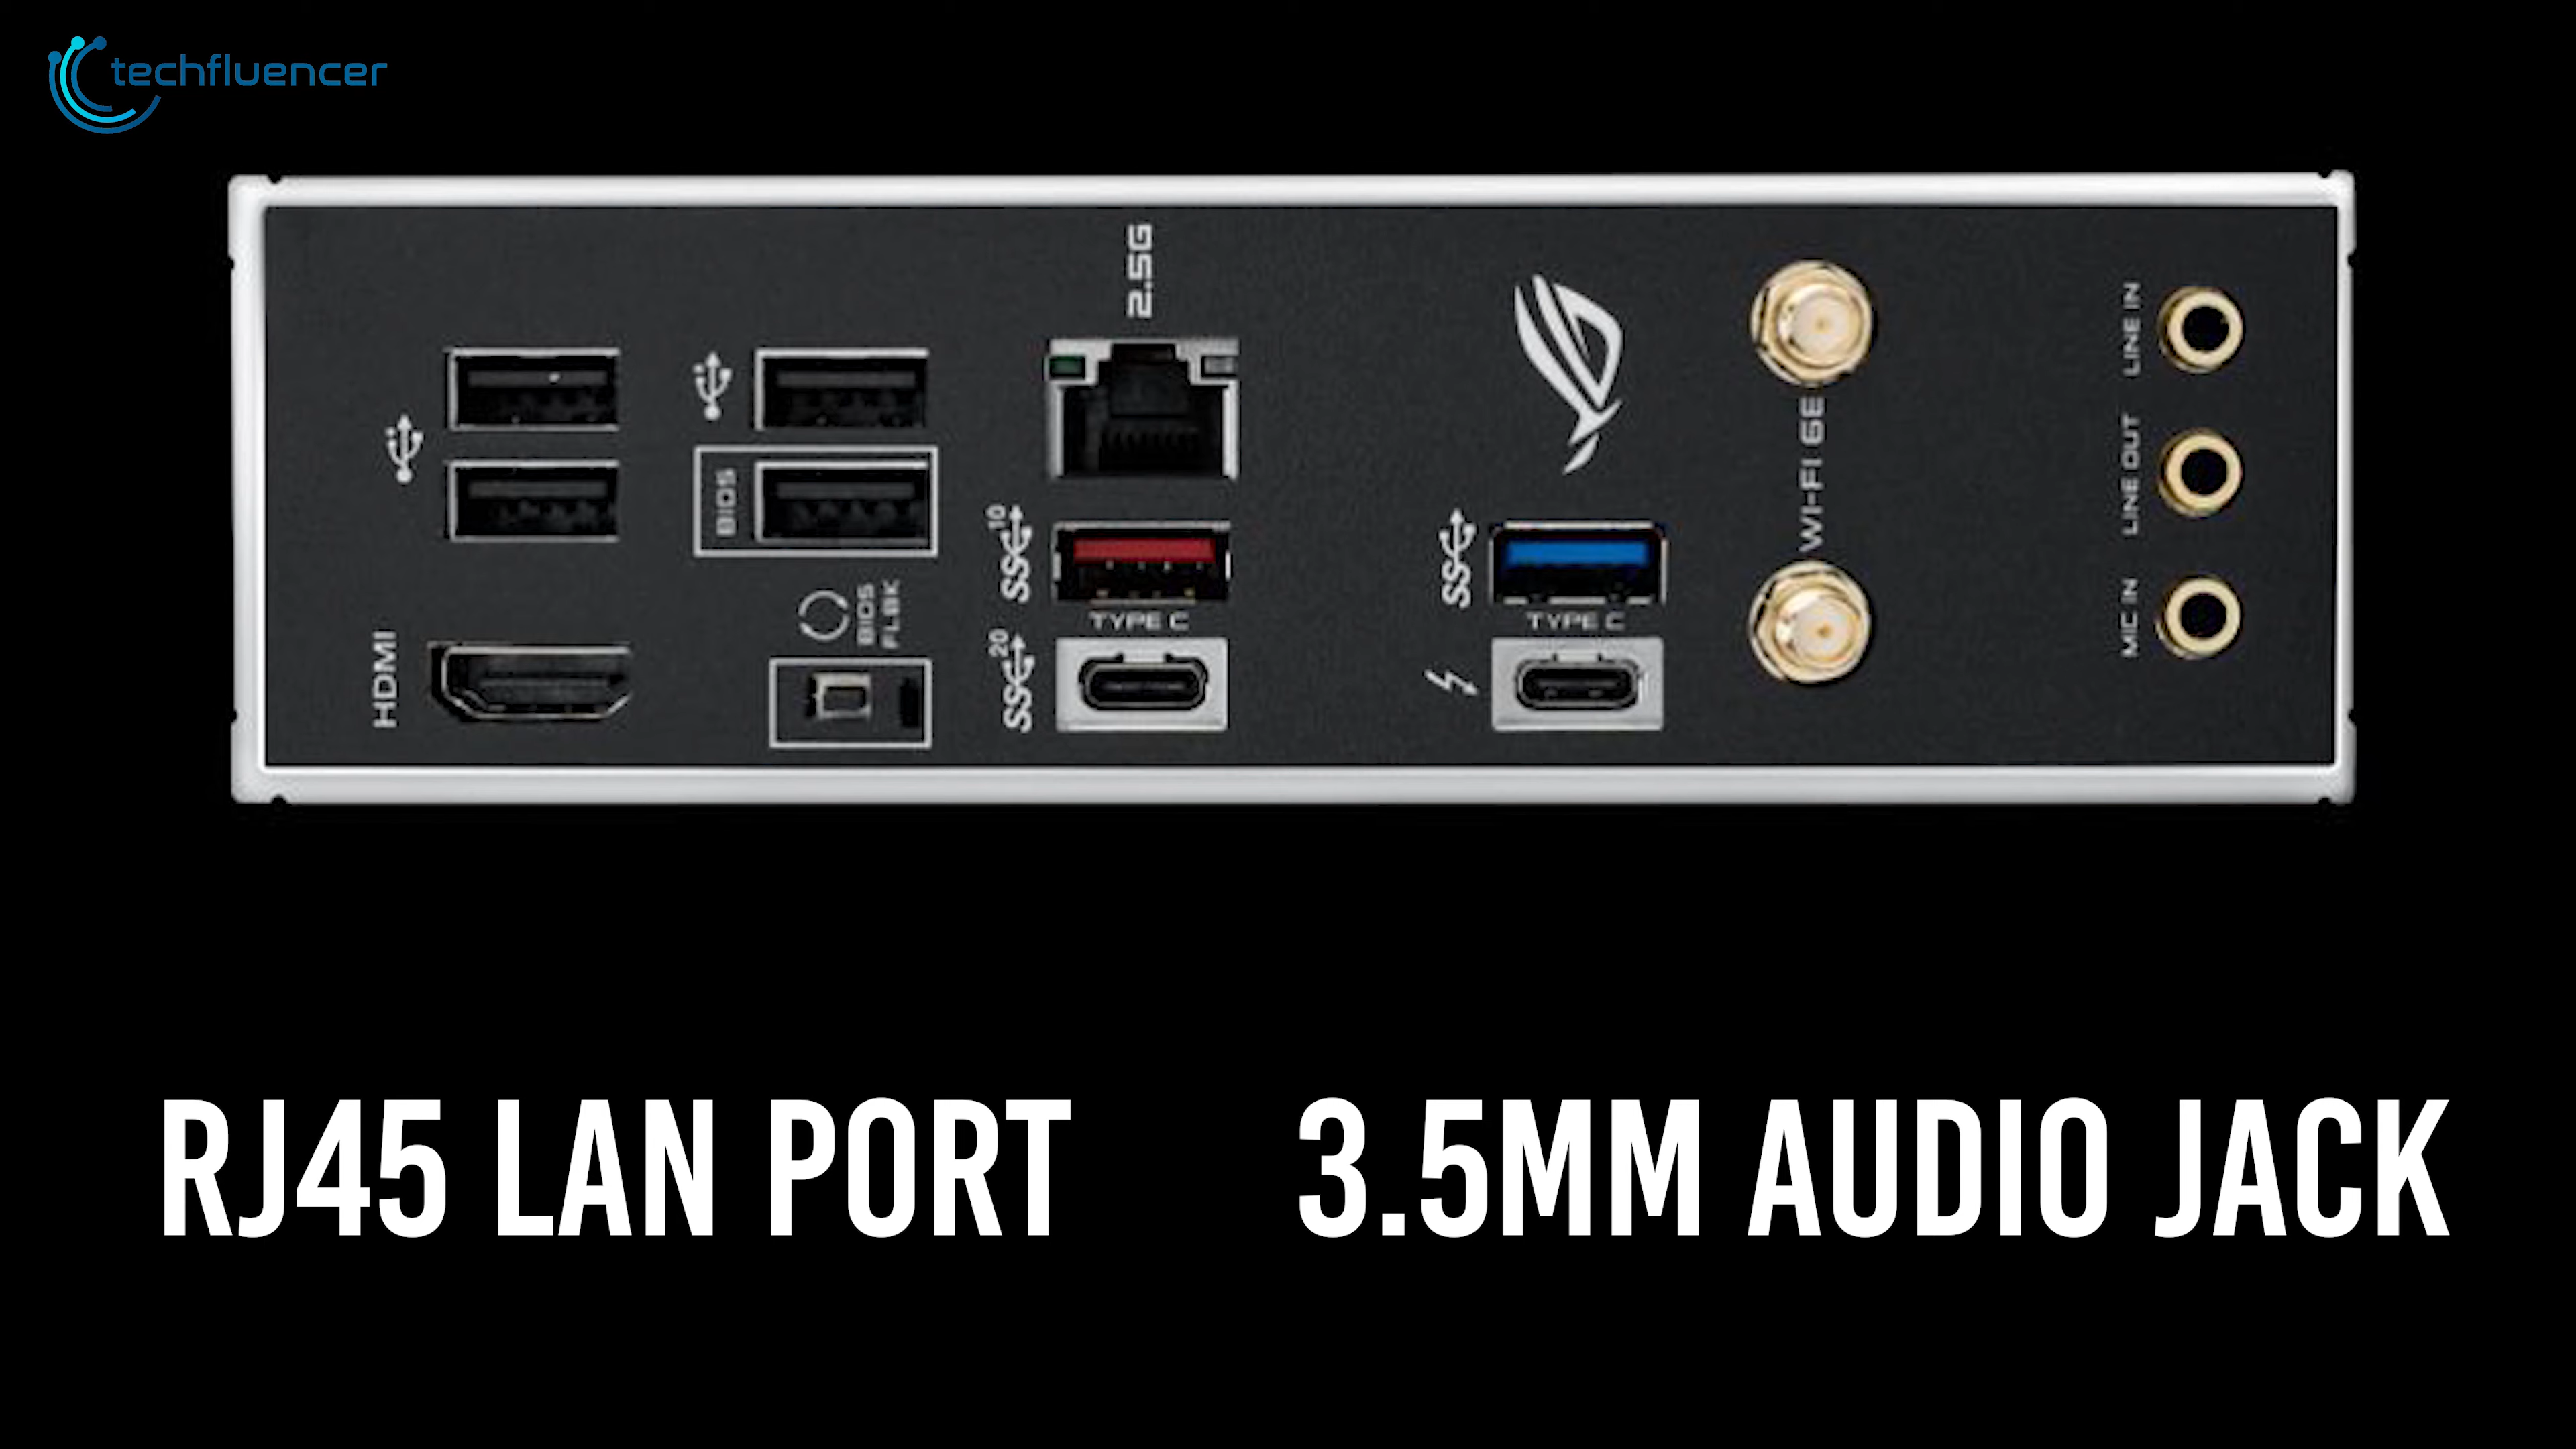 techfluencer
2.5G
HDMI
BIOS
BIOS
FLBK
SS 10
TYPE C
SS 20
SS
TYPE C
WI-FI 6E
LINE IN
LINE OUT
MIC IN
RJ45 LAN PORT
3.5MM AUDIO JACK